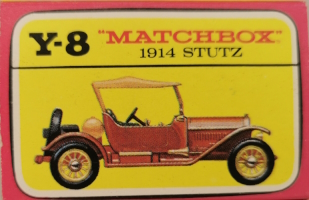 Y-8 "MATCHBOX"
1914 STUTZ